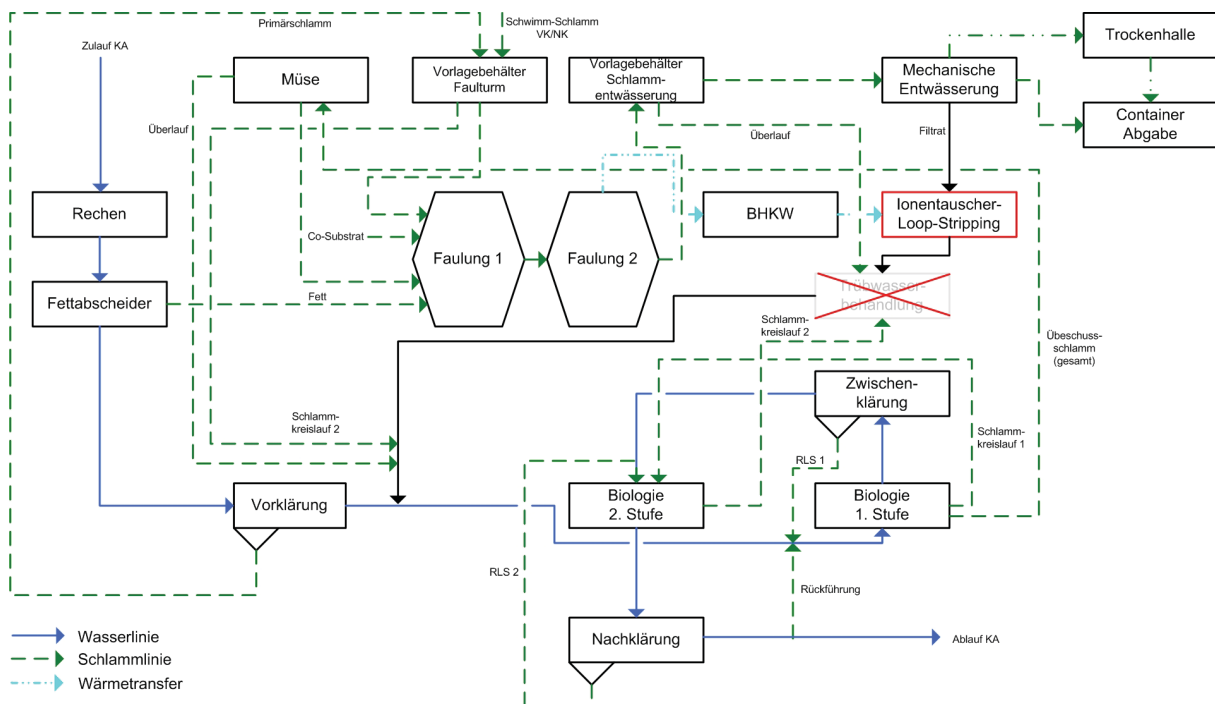 Primärschlamm
Schwimm-Schlamm
VK/NK
Zulauf KA
Müse
Vorlagebehälter
Faulturm
Vorlagebehälter
Schlamm-
entwässerung
Mechanische
Entwässerung
Trockenhalle
Container
Abgabe
Überlauf
Überlauf
Filtrat
Rechen
Co-Substrat
Faulung 1
Faulung 2
BHKW
Ionentauscher-
Loop-Stripping
Fettabscheider
Fett
Trübwasser-
behandlung
Schlamm-
kreislauf 2
Übeschuss-
schlamm
(gesamt)
Zwischen-
klärung
Schlamm-
kreislauf 2
Schlamm-
kreislauf 1
RLS 1
Vorklärung
Biologie
2. Stufe
Biologie
1. Stufe
RLS 2
Rückführung
Nachklärung
Ablauf KA
Wasserlinie
Schlammlinie
Wärmetransfer